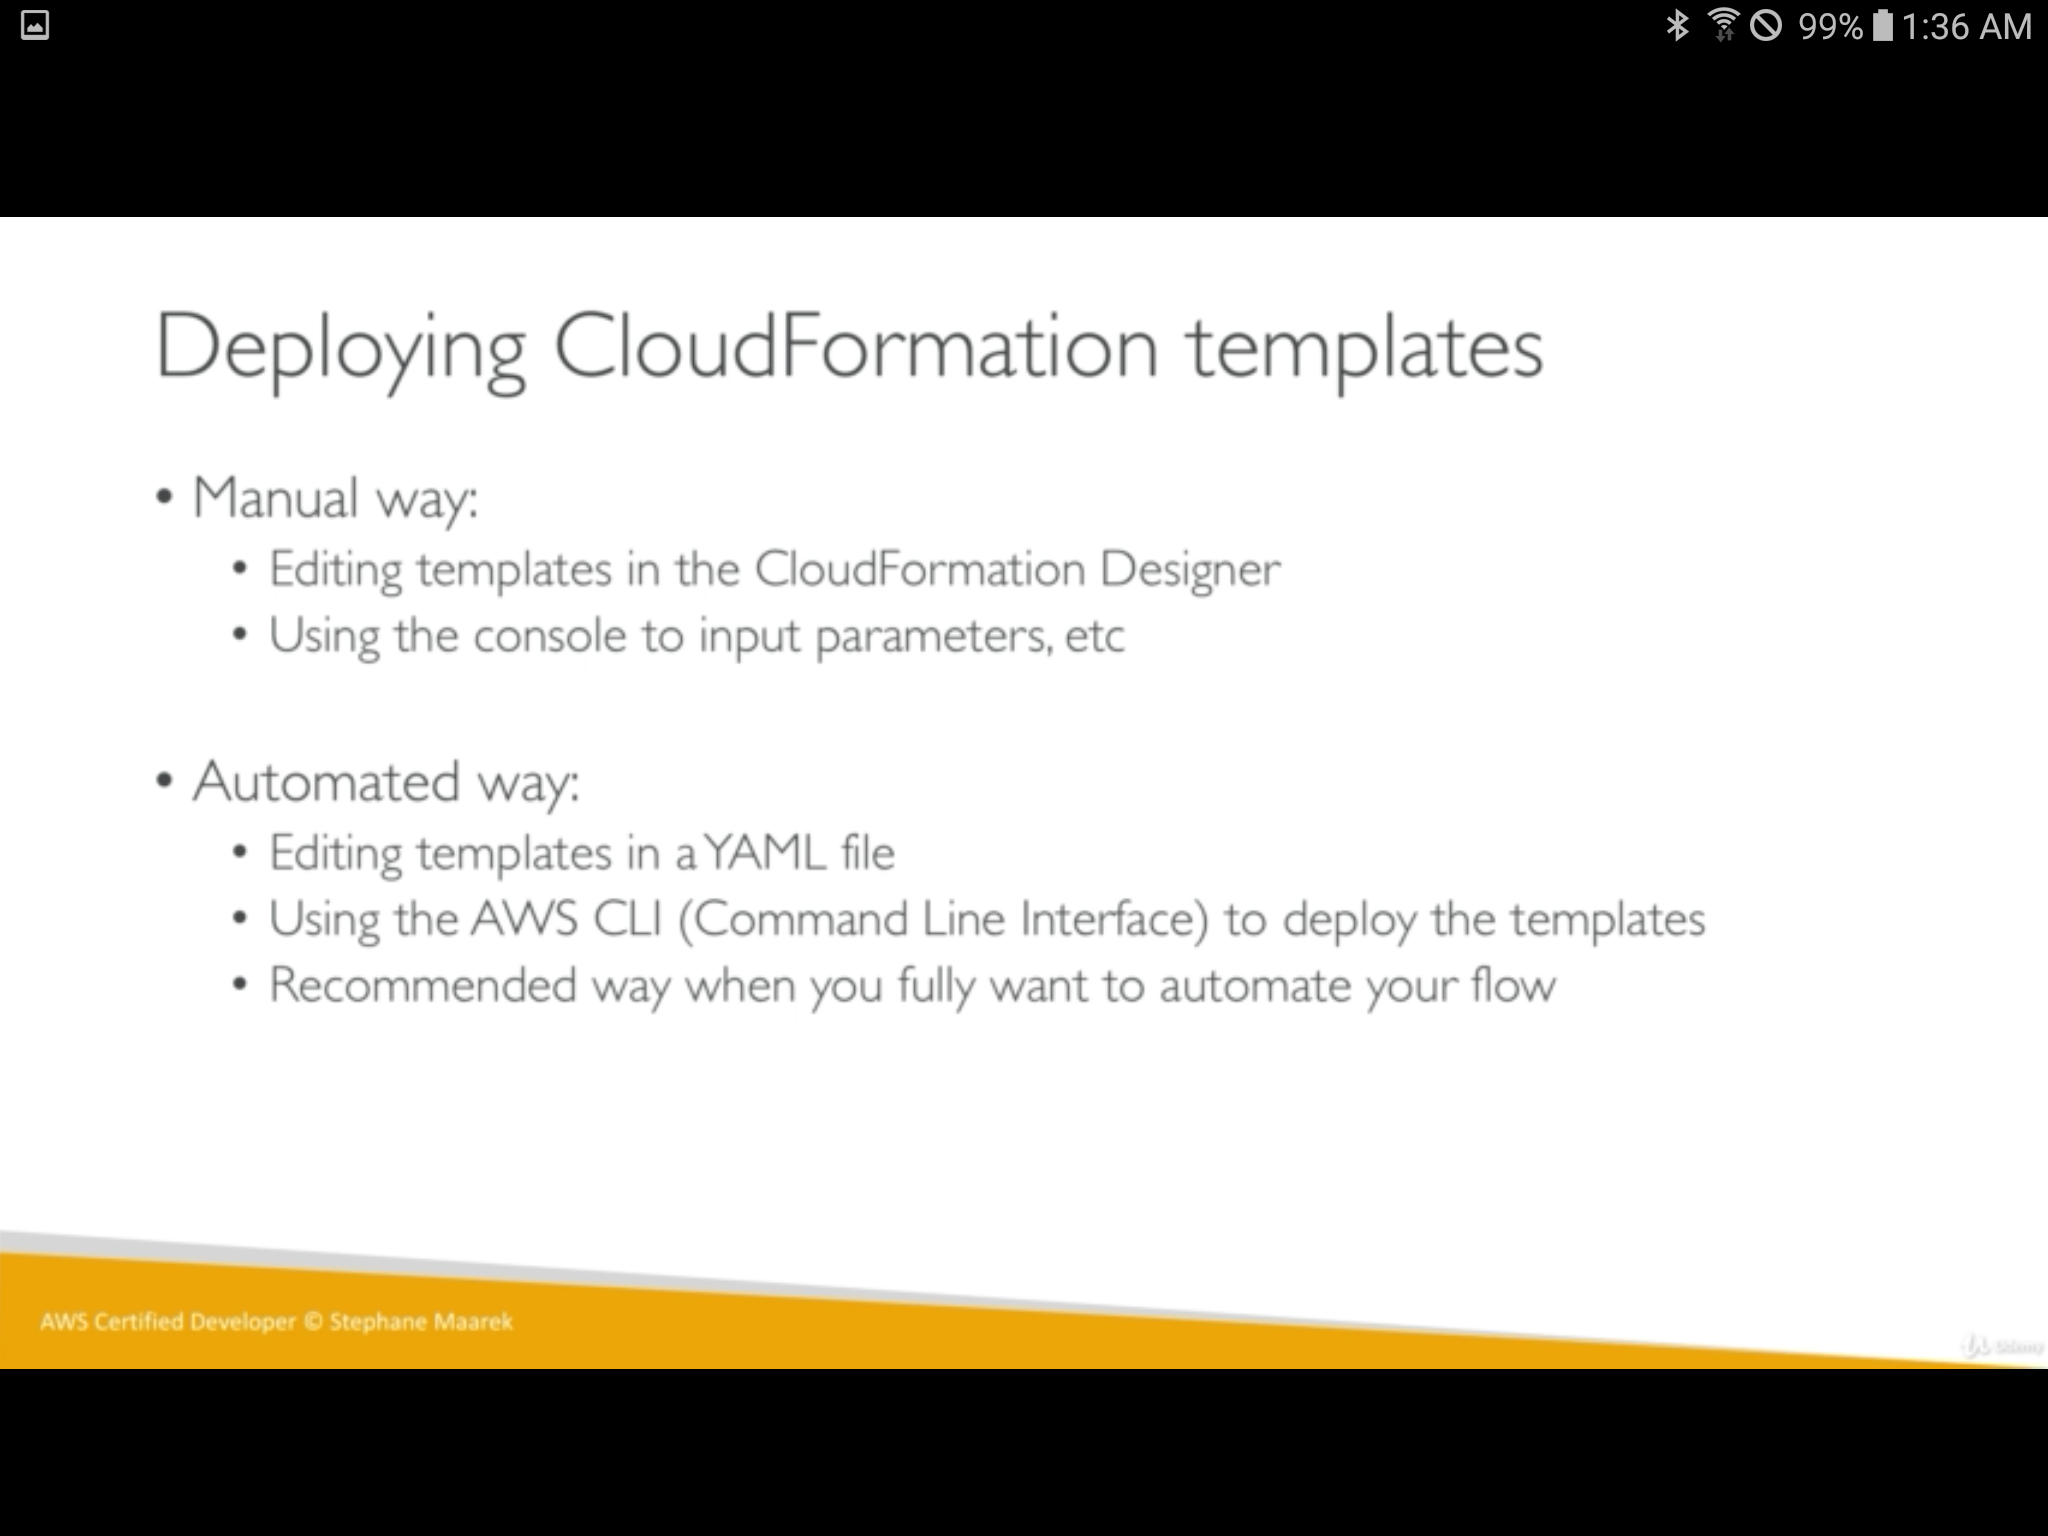 99% 1:36 AM
Deploying CloudFormation templates
• Manual way:
• Editing templates in the CloudFormation Designer
• Using the console to input parameters, etc
• Automated way:
• Editing templates in a YAML file
• Using the AWS CLI (Command Line Interface) to deploy the templates
• Recommended way when you fully want to automate your flow
AWS Certified Developer © Stephane Maarek
Udemy